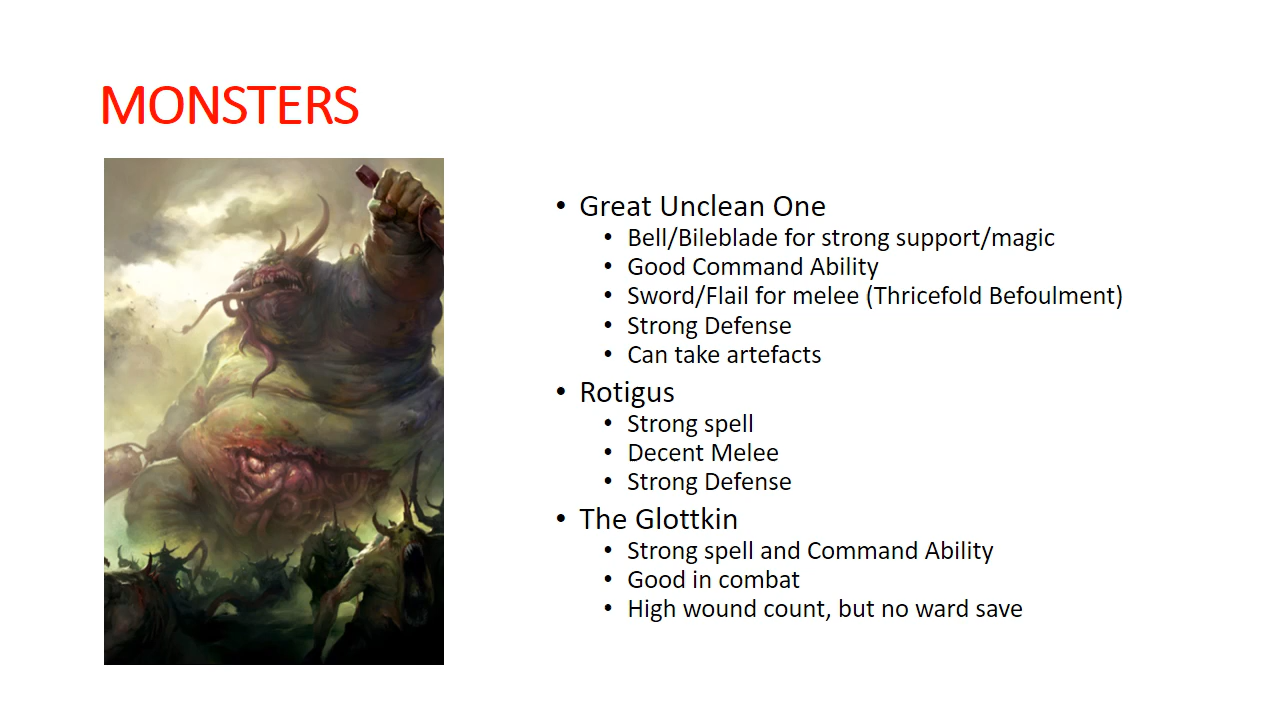 MONSTERS
• Great Unclean One
• Bell/Bileblade for strong support/magic
• Good Command Ability
• Sword/Flail for melee (Thricefold Befoulment)
• Strong Defense
• Can take artefacts
• Rotigus
• Strong spell
• Decent Melee
• Strong Defense
• The Glottkin
• Strong spell and Command Ability
• Good in combat
• High wound count, but no ward save